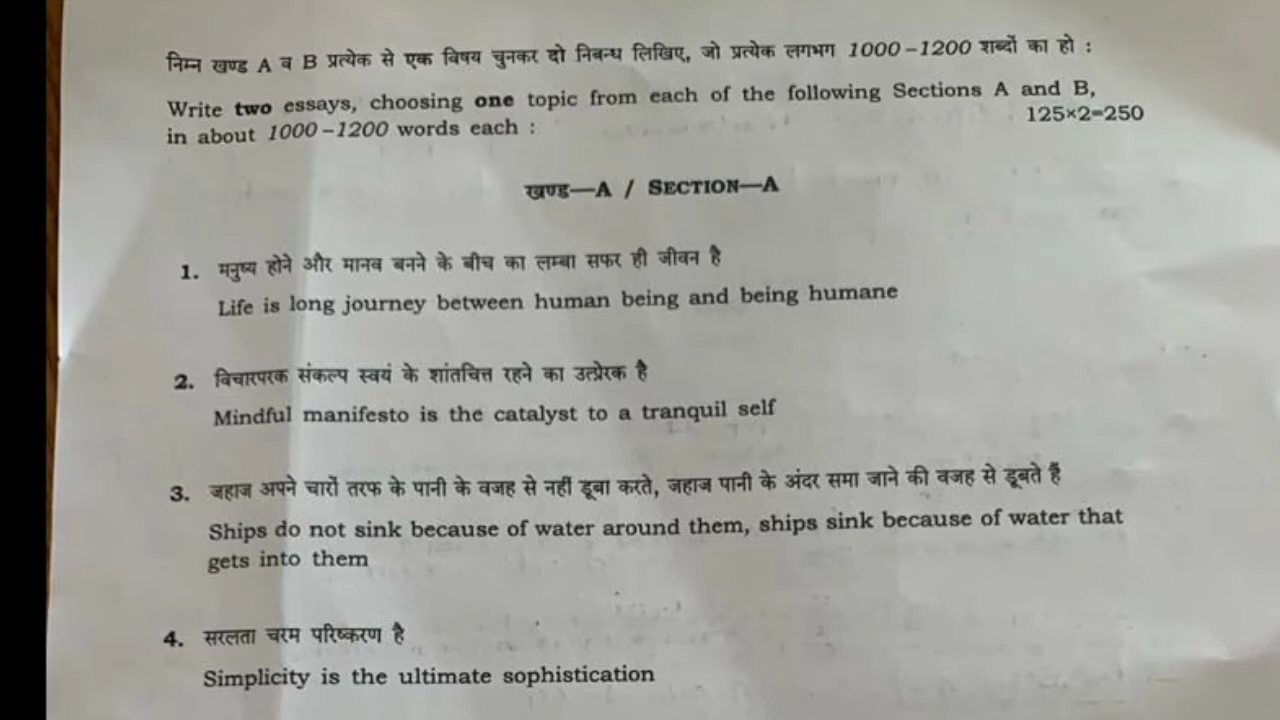 निम्न खण्ड A व B प्रत्येक से एक विषय चुनकर दो निबन्ध लिखिए, जो प्रत्येक लगभग 1000-1200 शब्दों का हो :
Write two essays, choosing one topic from each of the following Sections A and B,
in about 1000-1200 words each : 125×2=250
खण्ड—A / SECTION—A
1. मनुष्य होने और मानव बनने के बीच का लम्बा सफर ही जीवन है
Life is long journey between human being and being humane
2. विचारपरक संकल्प स्वयं के शांतचित्त रहने का उत्प्रेरक है
Mindful manifesto is the catalyst to a tranquil self
3. जहाज अपने चारों तरफ के पानी के वजह से नहीं डूबा करते, जहाज पानी के अंदर समा जाने की वजह से डूबते हैं
Ships do not sink because of water around them, ships sink because of water that
gets into them
4. सरलता चरम परिष्करण है
Simplicity is the ultimate sophistication